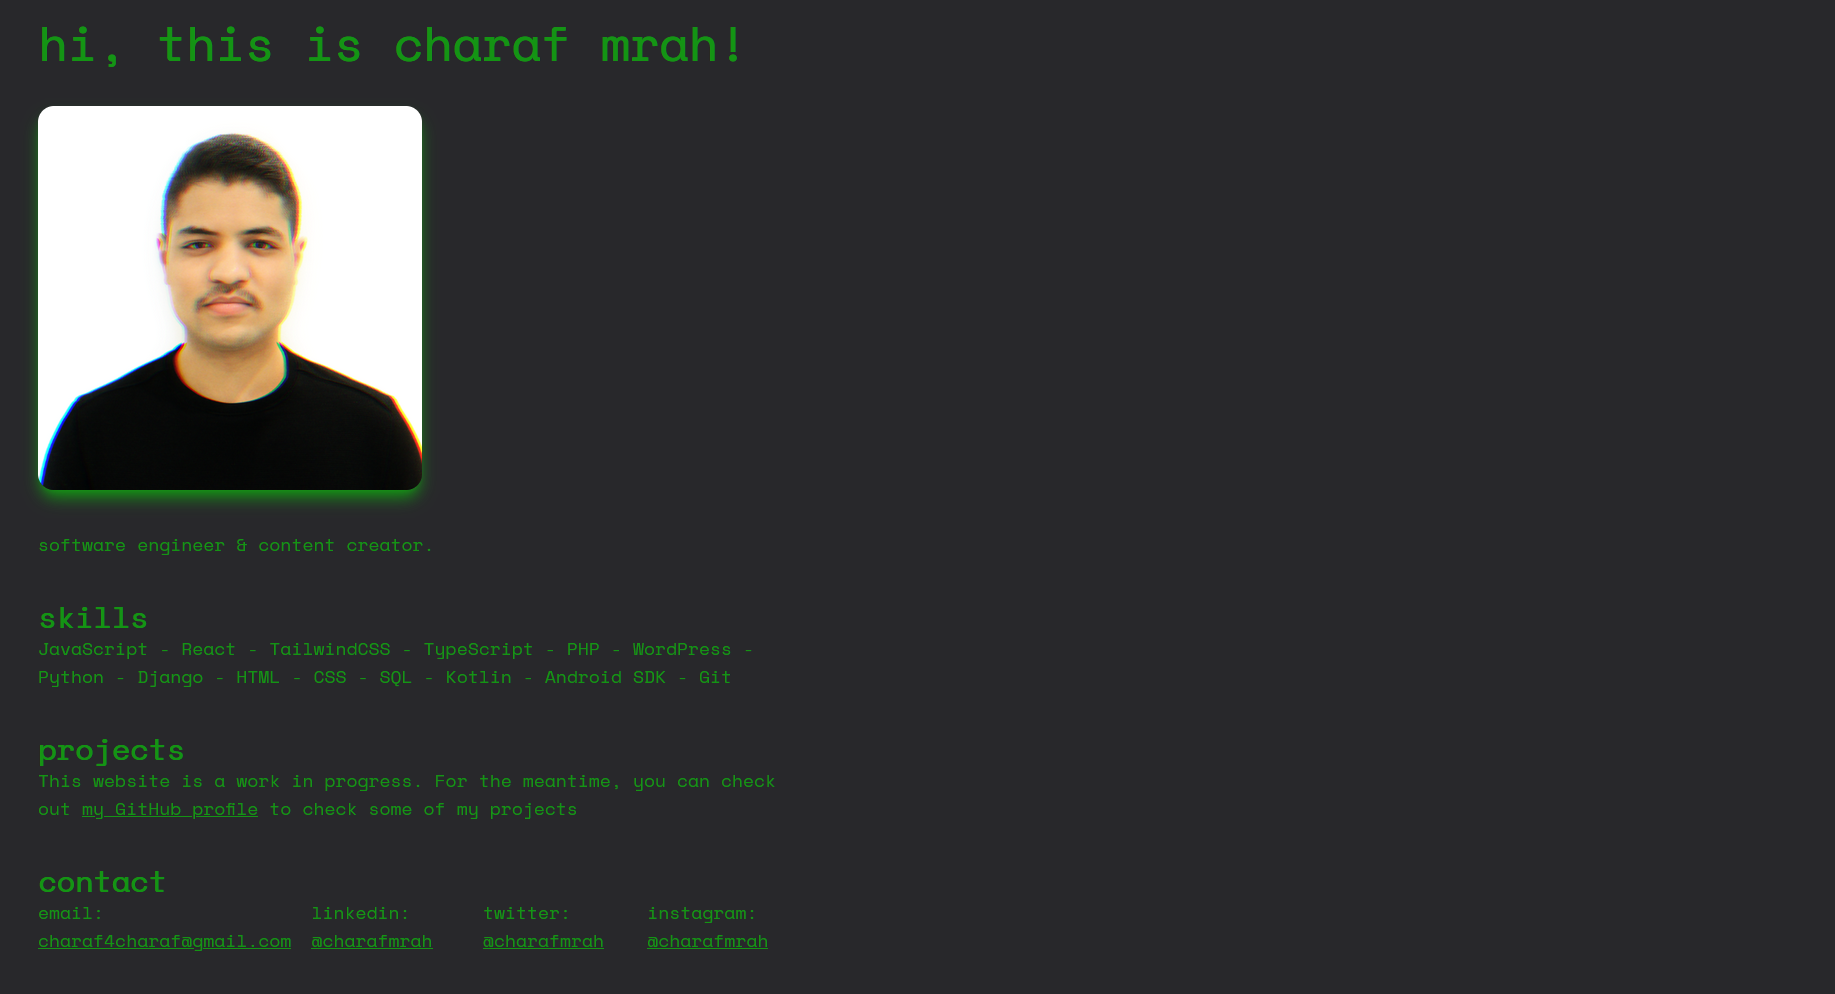 hi, this is charaf mrah!
software engineer & content creator.
skills
JavaScript - React - TailwindCSS - TypeScript - PHP - WordPress -
Python - Django - HTML - CSS - SQL - Kotlin - Android SDK - Git
projects
This website is a work in progress. For the meantime, you can check
out my GitHub profile to check some of my projects
contact
email: linkedin: twitter: instagram:
charaf4charaf@gmail.com @charafmrah @charafmrah @charafmrah